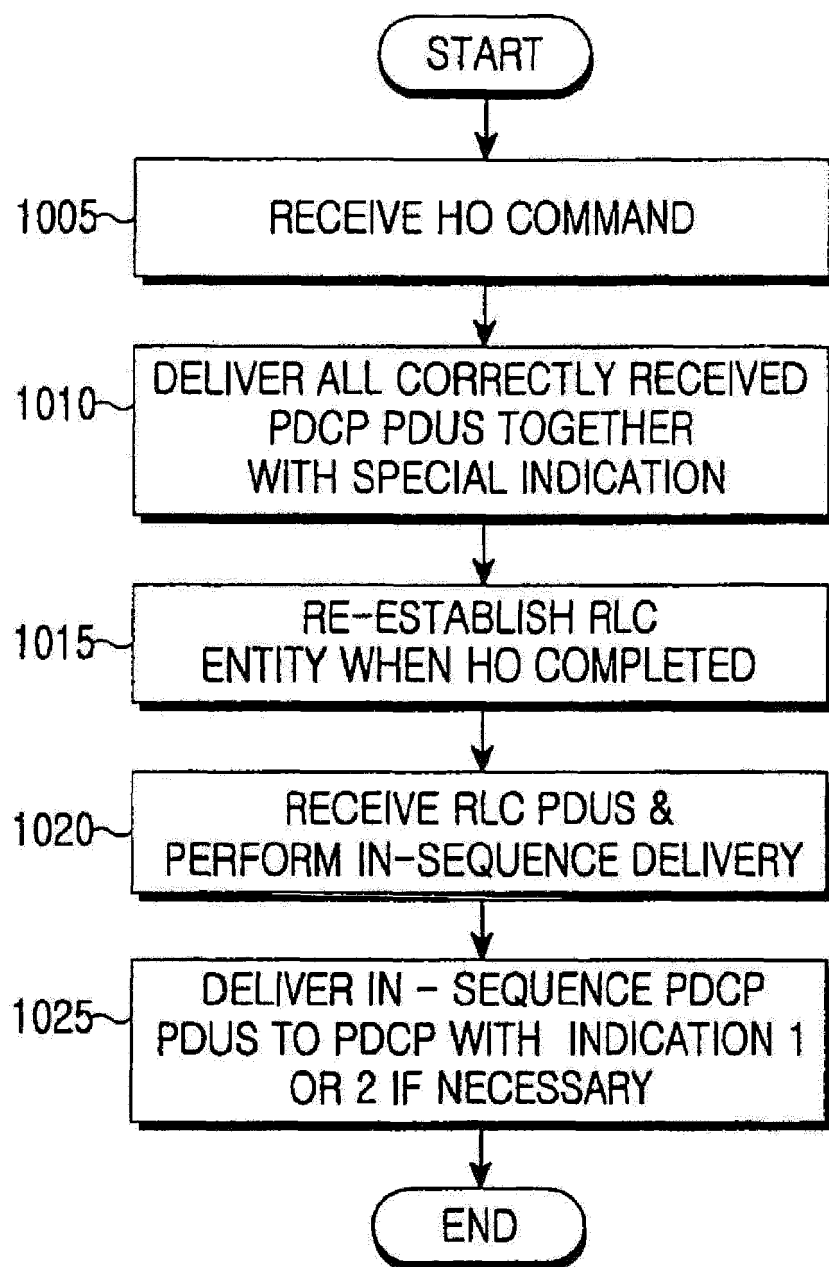 START
1005
RECEIVE HO COMMAND
1010
DELIVER ALL CORRECTLY RECEIVED
PDCP PDUS TOGETHER
WITH SPECIAL INDICATION
1015
RE-ESTABLISH RLC
ENTITY WHEN HO COMPLETED
1020
RECEIVE RLC PDUS &
PERFORM IN-SEQUENCE DELIVERY
1025
DELIVER IN - SEQUENCE PDCP
PDUS TO PDCP WITH INDICATION 1
OR 2 IF NECESSARY
END